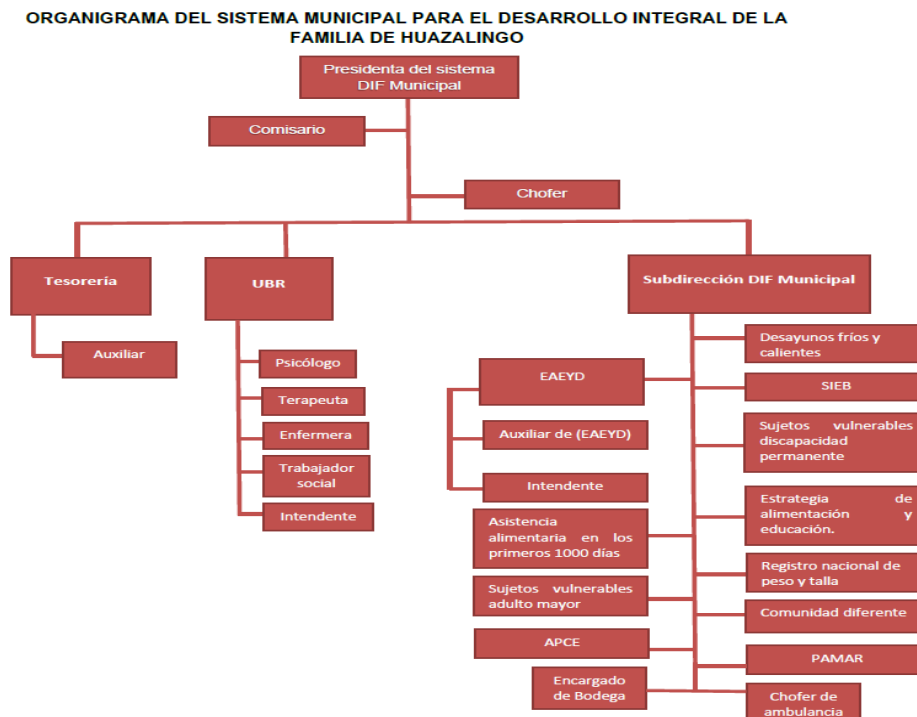 ORGANIGRAMA DEL SISTEMA MUNICIPAL PARA EL DESARROLLO INTEGRAL DE LA
FAMILIA DE HUAZALINGO
Presidenta del sistema
DIF Municipal
Comisario
Chofer
Tesorería
UBR
Subdirección DIF Municipal
Auxiliar
Psicólogo
Terapeuta
Enfermera
Trabajador
social
Intendente
EAEYD
Auxiliar de (EAEYD)
Intendente
Asistencia
alimentaria en los
primeros 1000 días
Sujetos vulnerables
adulto mayor
APCE
Encargado
de Bodega
Desayunos fríos y
calientes
SIEB
Sujetos vulnerables
discapacidad
permanente
Estrategia de
alimentación y
educación.
Registro nacional de
peso y talla
Comunidad diferente
PAMAR
Chofer de
ambulancia